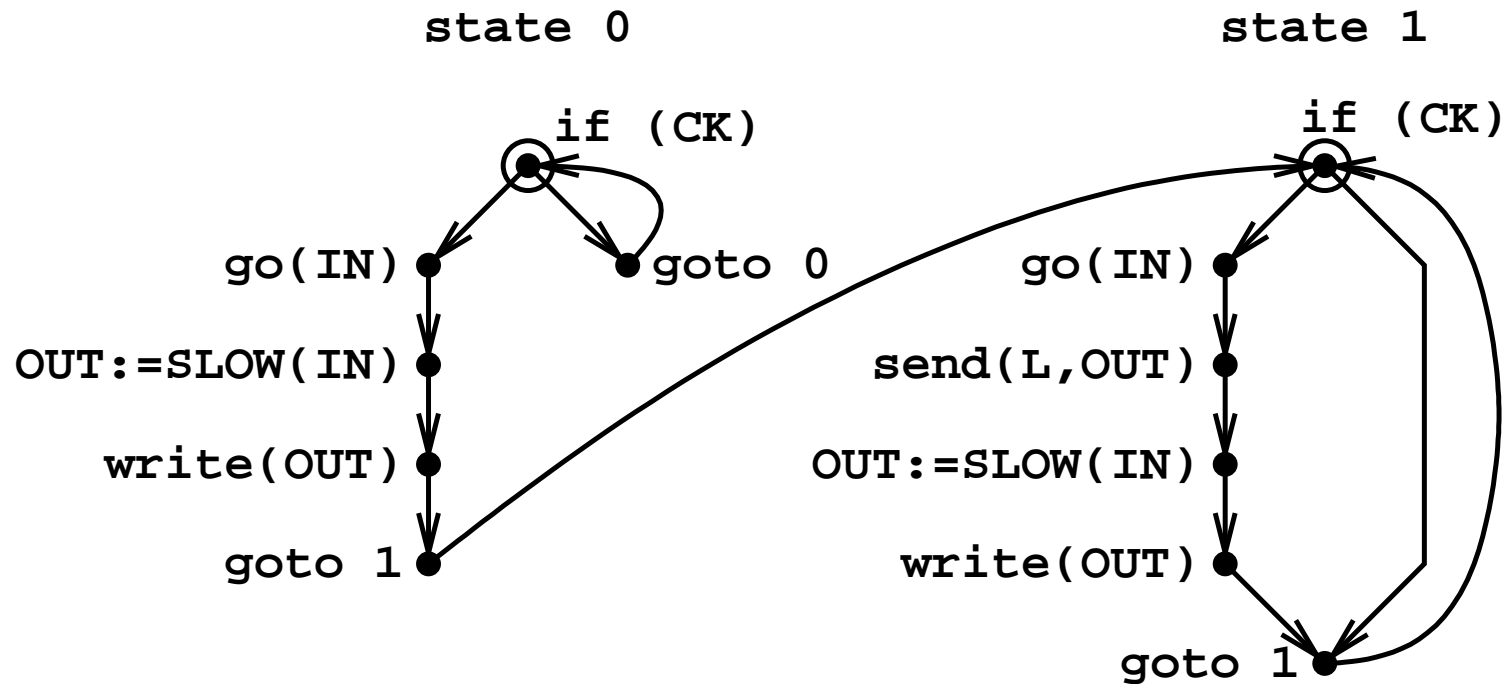 state 0
if (CK)
go(IN)
goto 0
OUT:=SLOW(IN)
write(OUT)
goto 1
state 1
if (CK)
go(IN)
send(L,OUT)
OUT:=SLOW(IN)
write(OUT)
goto 1